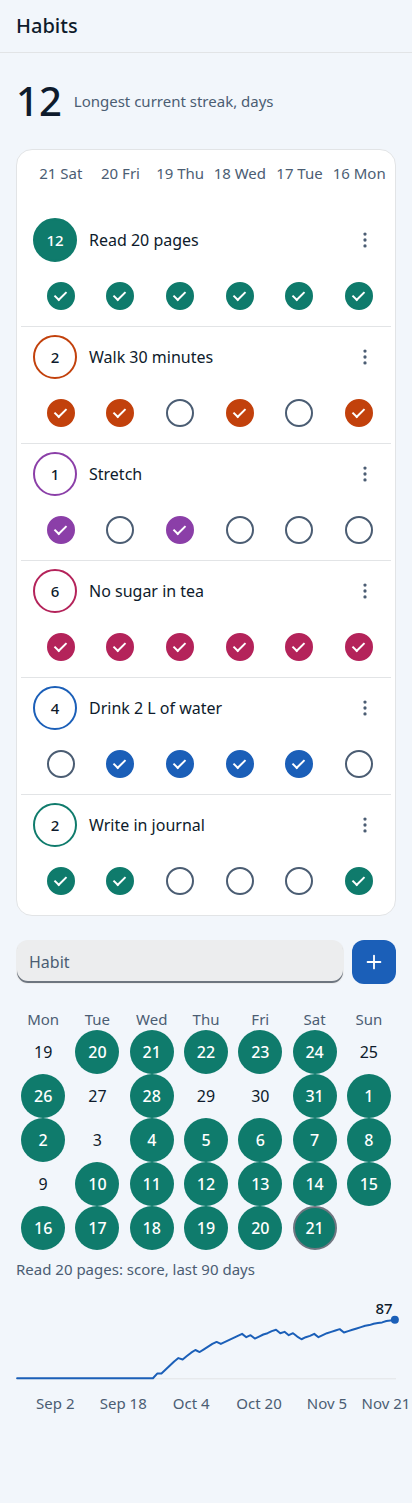 Habits
12 Longest current streak, days
21 Sat 20 Fri 19 Thu 18 Wed 17 Tue 16 Mon
12 Read 20 pages
2 Walk 30 minutes
1 Stretch
6 No sugar in tea
4 Drink 2 L of water
2 Write in journal
Habit
Mon Tue Wed Thu Fri Sat Sun
19 20 21 22 23 24 25
26 27 28 29 30 31 1
2 3 4 5 6 7 8
9 10 11 12 13 14 15
16 17 18 19 20 21
Read 20 pages: score, last 90 days
87
Sep 2 Sep 18 Oct 4 Oct 20 Nov 5 Nov 21